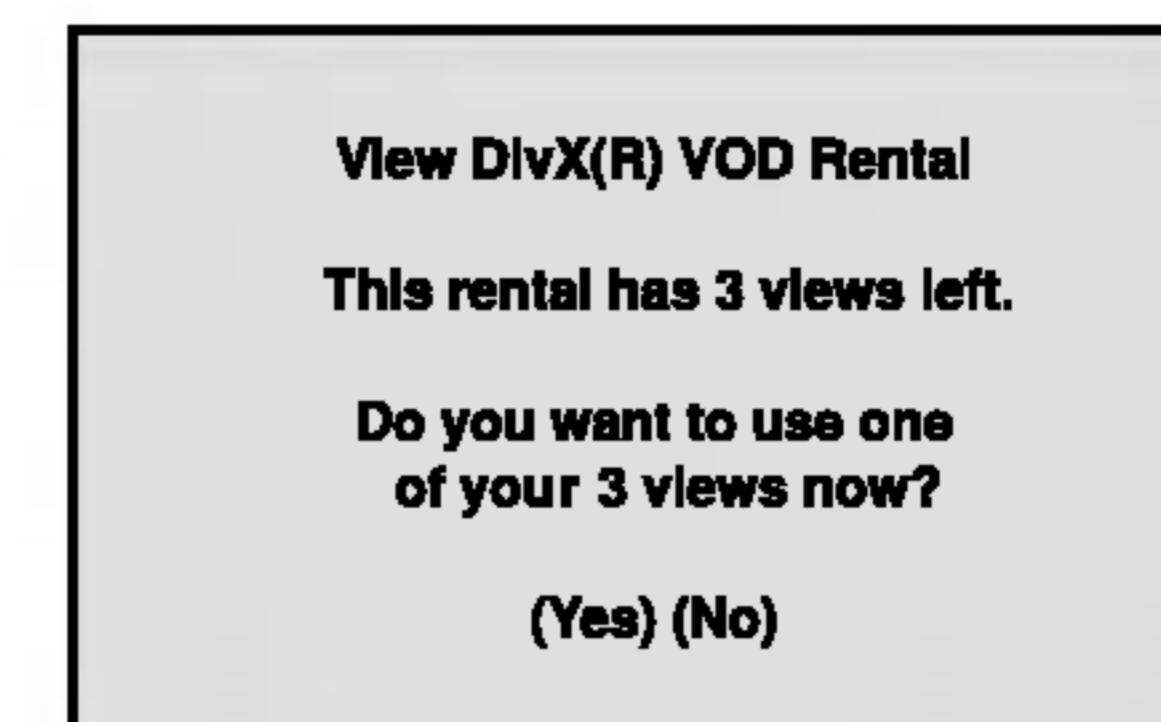 View DivX(R) VOD Rental
This rental has 3 views left.
Do you want to use one
of your 3 views now?
(Yes) (No)